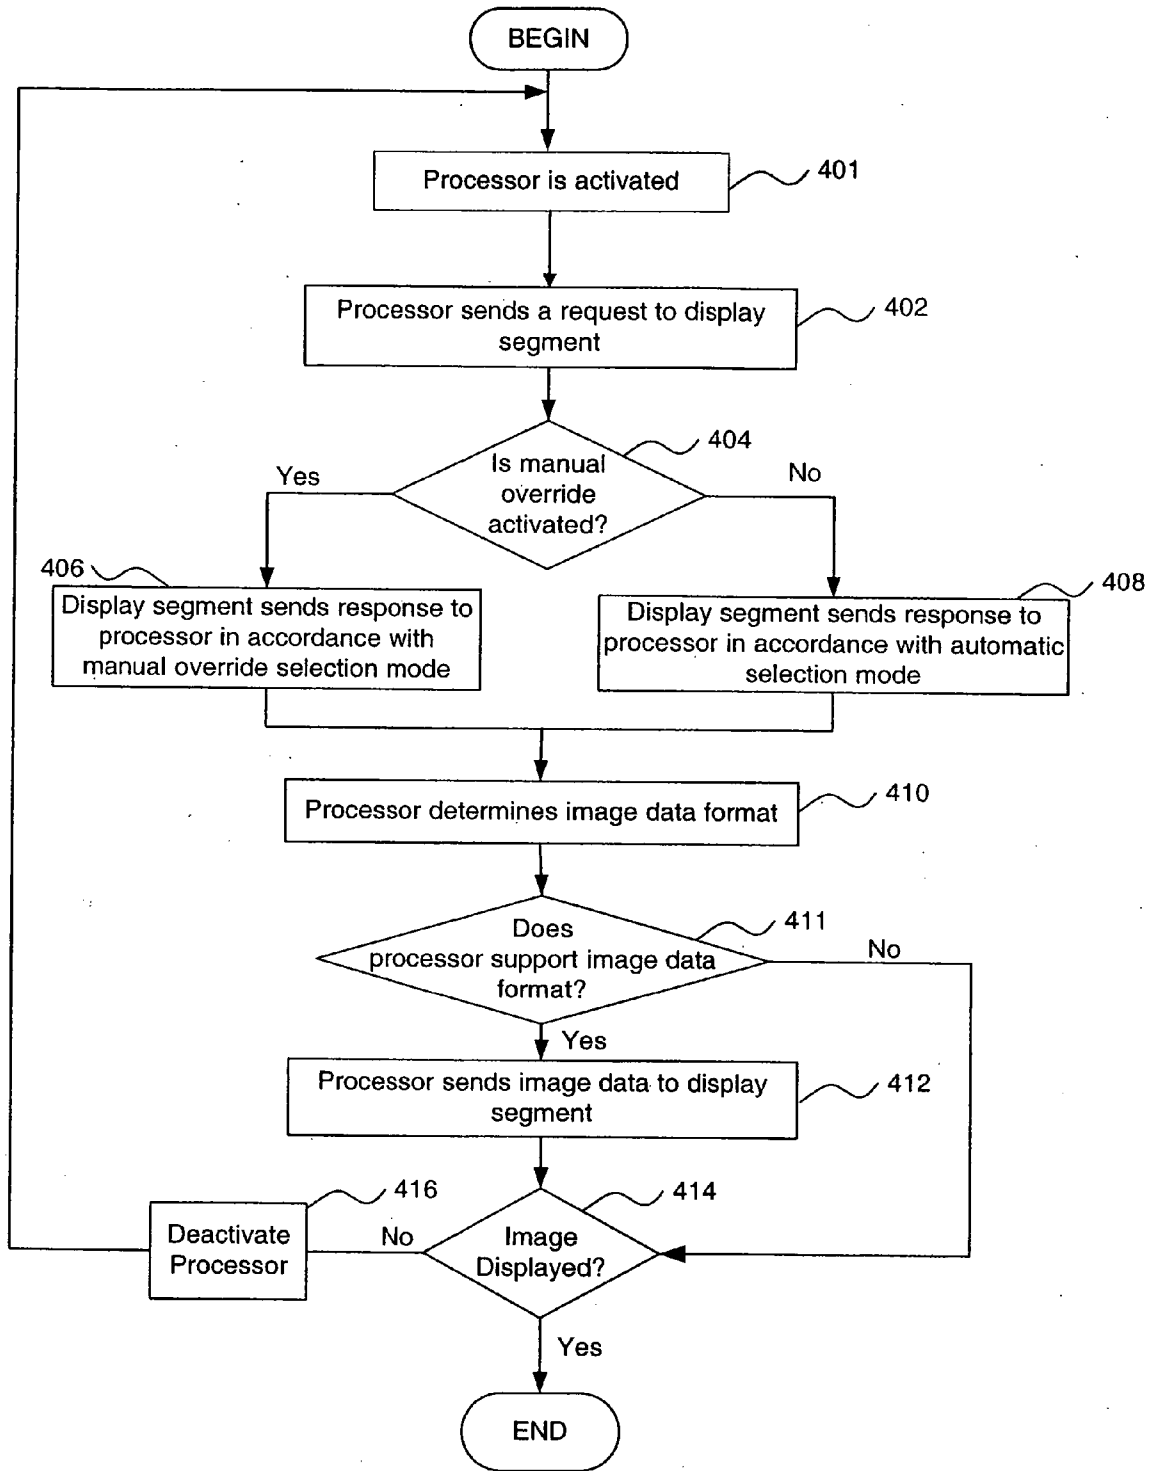 BEGIN
Processor is activated
401
Processor sends a request to display
segment
402
404
Is manual
override
activated?
Yes
No
406
Display segment sends response to
processor in accordance with
manual override selection mode
408
Display segment sends response to
processor in accordance with automatic
selection mode
Processor determines image data format
410
411
Does
processor support image data
format?
No
Yes
Processor sends image data to display
segment
412
416
Deactivate
Processor
No
414
Image
Displayed?
Yes
END